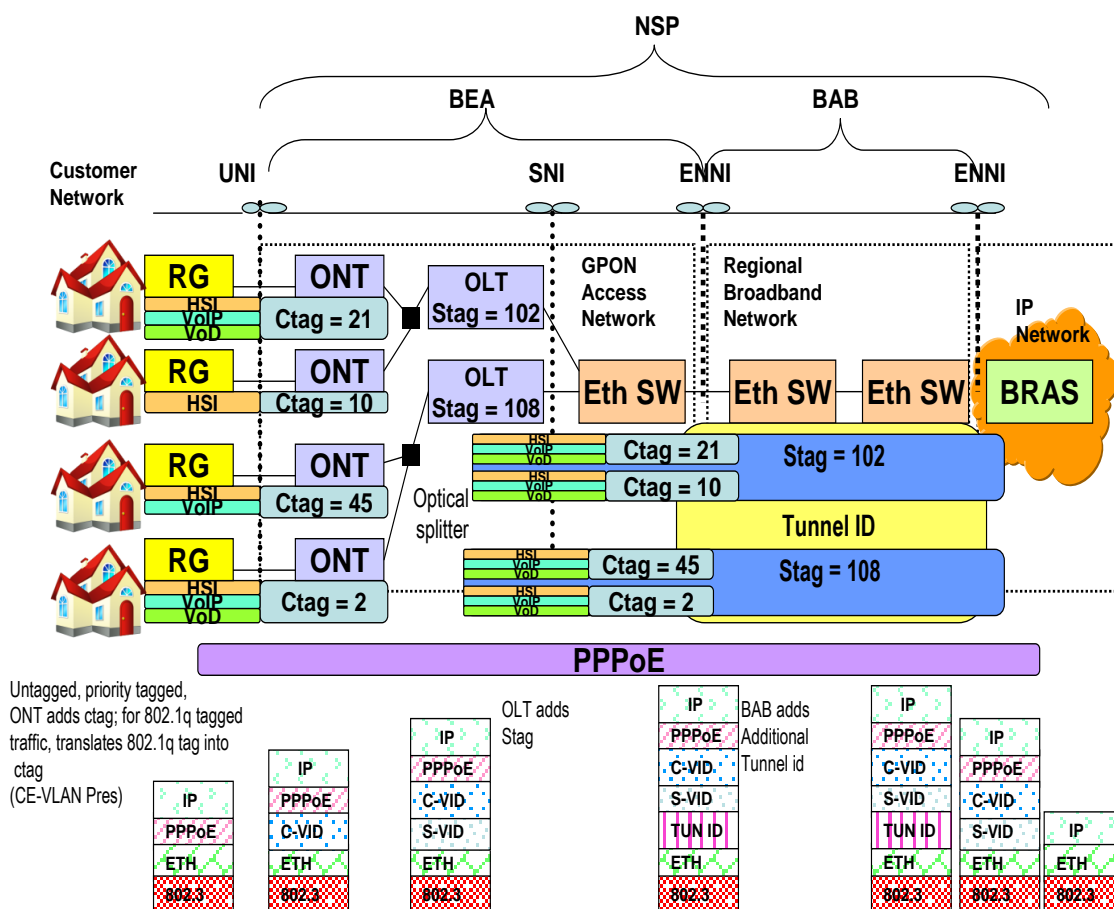 NSP
BEA
BAB
Customer
Network
UNI
SNI
ENNI
ENNI
RG
HSI
VoIP
VoD
ONT
Ctag = 21
OLT
Stag = 102
GPON
Access
Network
Regional
Broadband
Network
IP
Network
RG
HSI
ONT
Ctag = 10
OLT
Stag = 108
Eth SW
Eth SW
Eth SW
BRAS
RG
HSI
VoIP
ONT
Ctag = 45
Optical
splitter
HSI
VoIP
VoD
Ctag = 21
HSI
VoIP
VoD
Ctag = 10
Stag = 102
Tunnel ID
RG
HSI
VoIP
VoD
ONT
Ctag = 2
HSI
VoIP
VoD
Ctag = 45
HSI
VoIP
VoD
Ctag = 2
Stag = 108
PPPoE
Untagged, priority tagged,
ONT adds ctag; for 802.1q tagged
traffic, translates 802.1q tag into
ctag
(CE-VLAN Pres)
OLT adds
Stag
BAB adds
Additional
Tunnel id
IP
PPPoE
ETH
802.3
IP
PPPoE
C-VID
ETH
802.3
IP
PPPoE
C-VID
S-VID
ETH
802.3
IP
PPPoE
C-VID
S-VID
TUN ID
ETH
802.3
IP
PPPoE
C-VID
S-VID
TUN ID
ETH
802.3
IP
PPPoE
C-VID
S-VID
ETH
802.3
IP
ETH
802.3